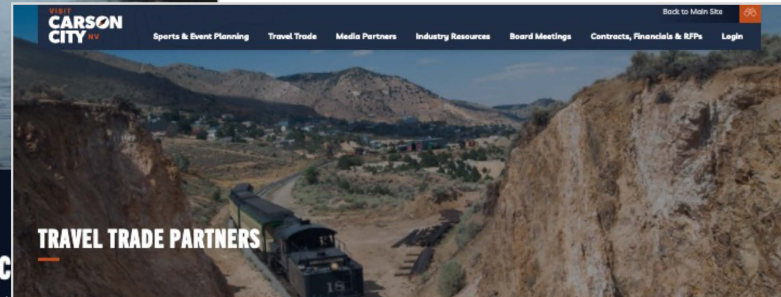 VISIT
CARSON
CITY NV
Back to Main Site
Sports & Event Planning Travel Trade Media Partners Industry Resources Board Meetings Contracts, Financials & RFPs Login
TRAVEL TRADE PARTNERS
18
C